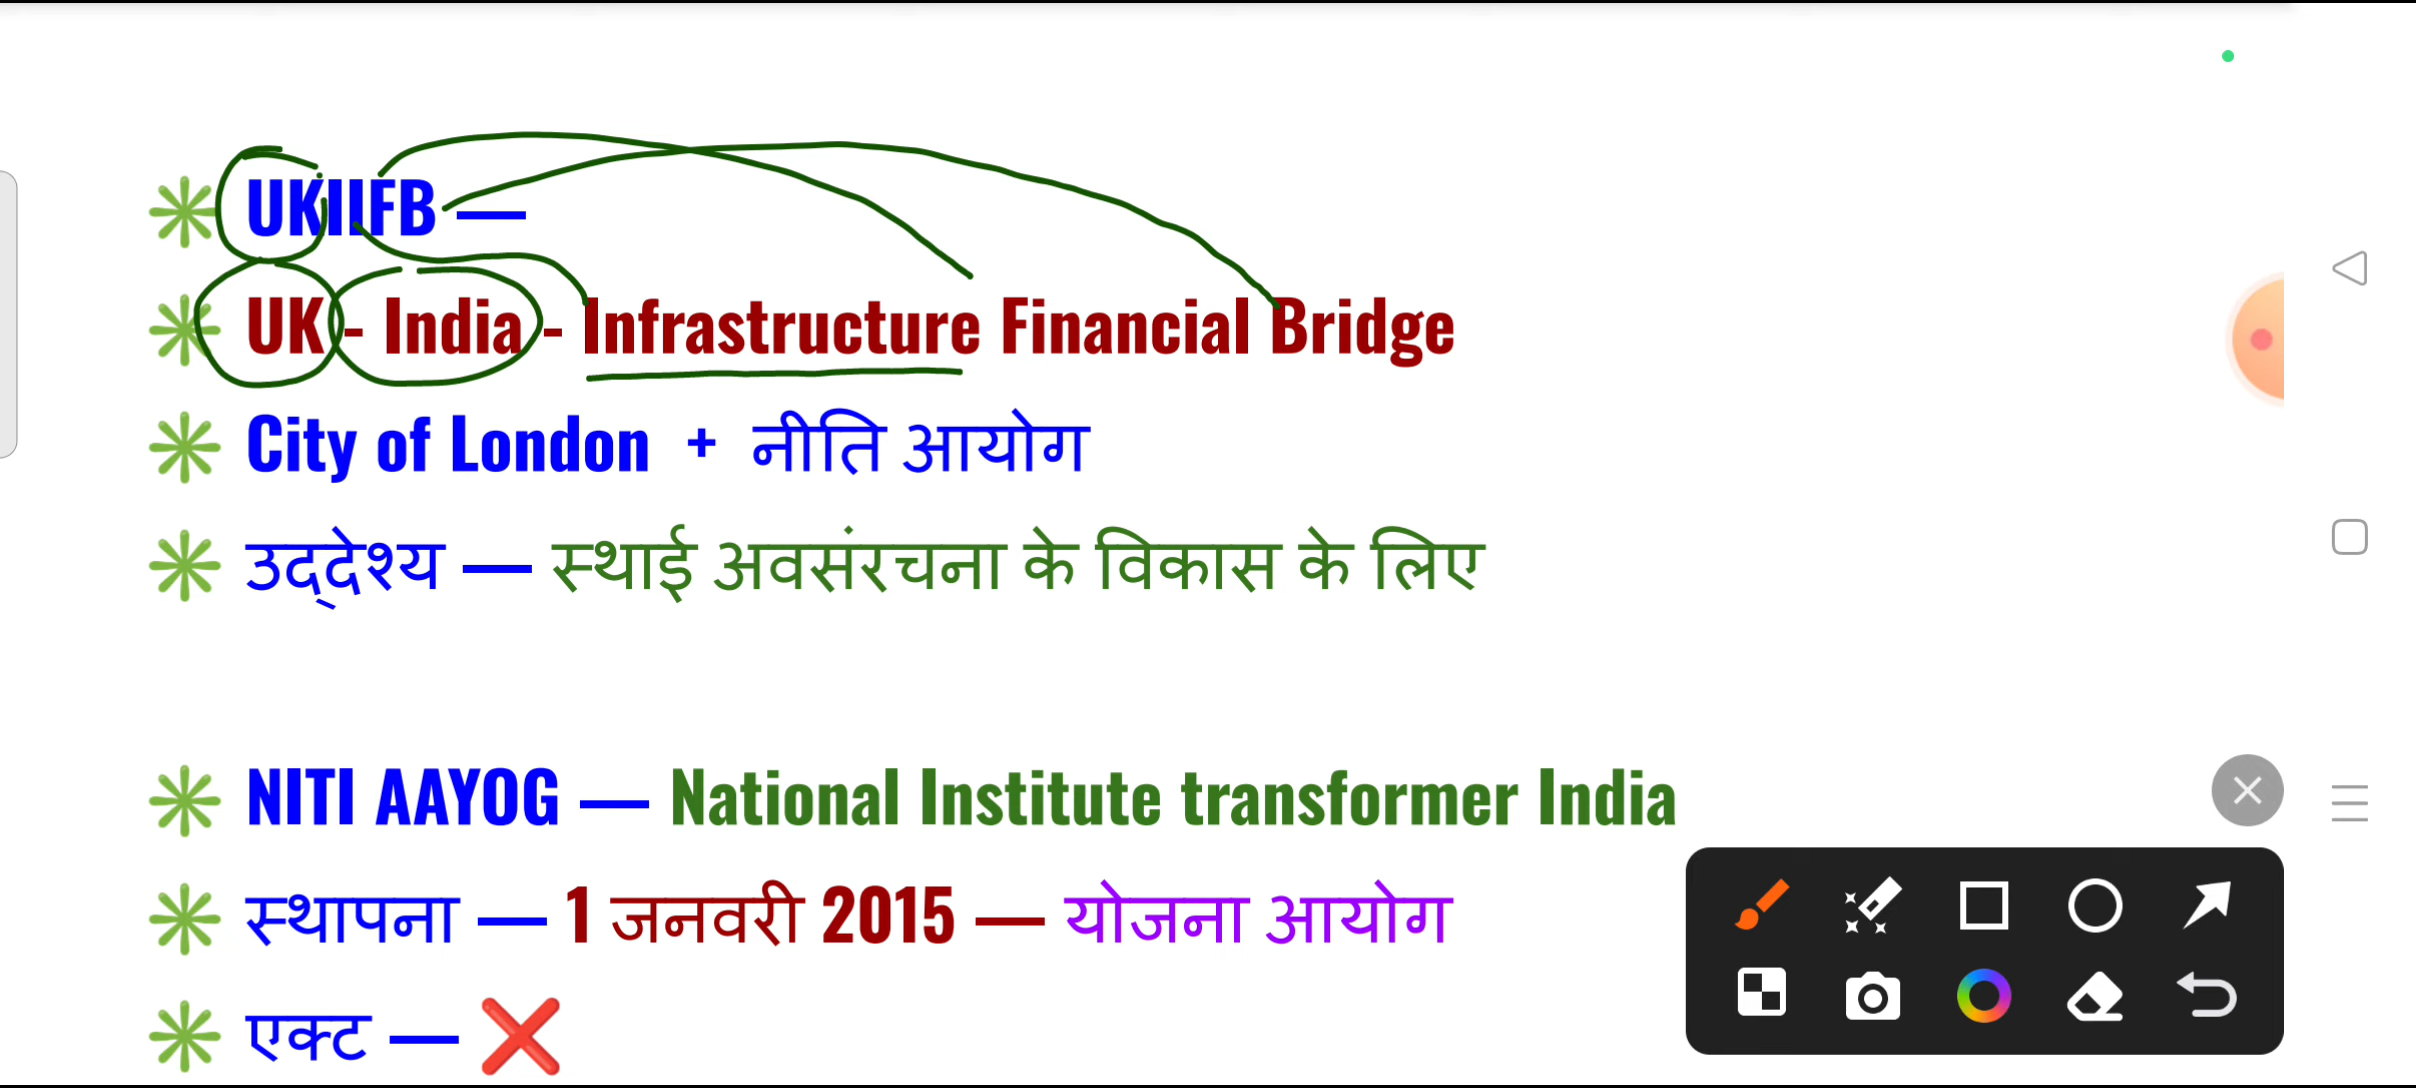 ✳️ UKIIFB —
✳️ UK - India - Infrastructure Financial Bridge
✳️ City of London + नीति आयोग
✳️ उद्देश्य — स्थाई अवसंरचना के विकास के लिए
✳️ NITI AAYOG — National Institute transformer India
✳️ स्थापना — 1 जनवरी 2015 — योजना आयोग
✳️ एक्ट — ❌